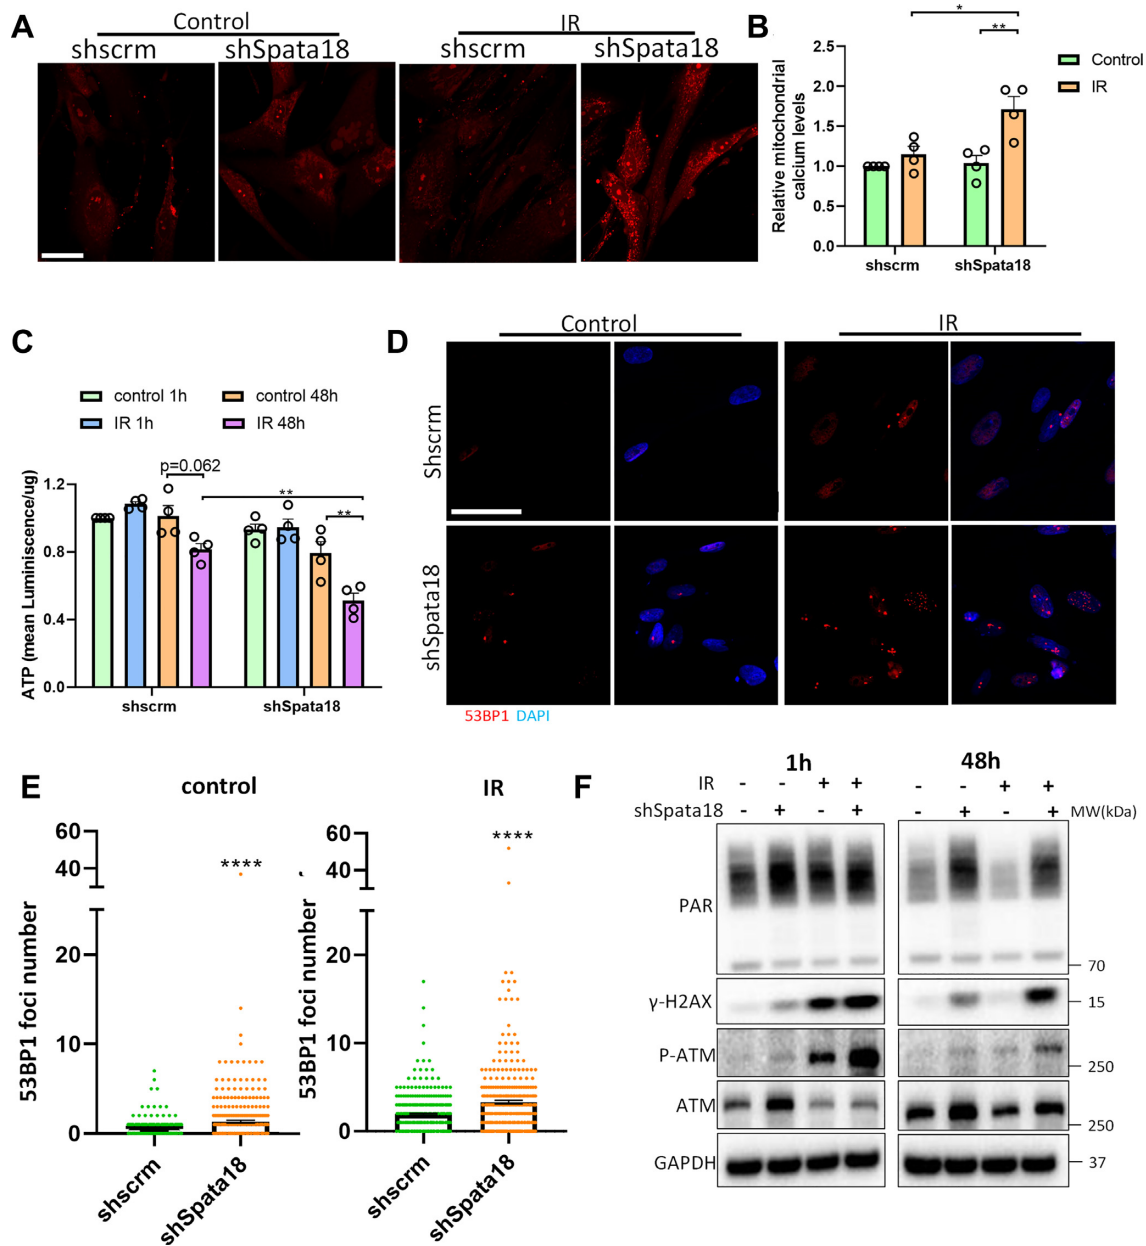 A
Control
IR
shscrm
shSpata18
shscrm
shSpata18
B
*
**
Relative mitochondrial
calcium levels
2.5
2.0
1.5
1.0
0.5
0.0
shscrm
shSpata18
Control
IR
C
control 1h
control 48h
IR 1h
IR 48h
p=0.062
**
**
ATP (mean Luminiscence/ug)
1.2
0.8
0.4
0.0
shscrm
shSpata18
D
Control
IR
Shscrm
shSpata18
53BP1 DAPI
E
control
IR
53BP1 foci number
60
40
20
10
0
****
shscrm
shSpata18
53BP1 foci number
60
40
20
10
0
****
shscrm
shSpata18
F
1h
48h
IR - - + + - - + +
shSpata18 - + - + - + - + MW(kDa)
PAR
70
γ-H2AX
15
P-ATM
250
ATM
250
GAPDH
37